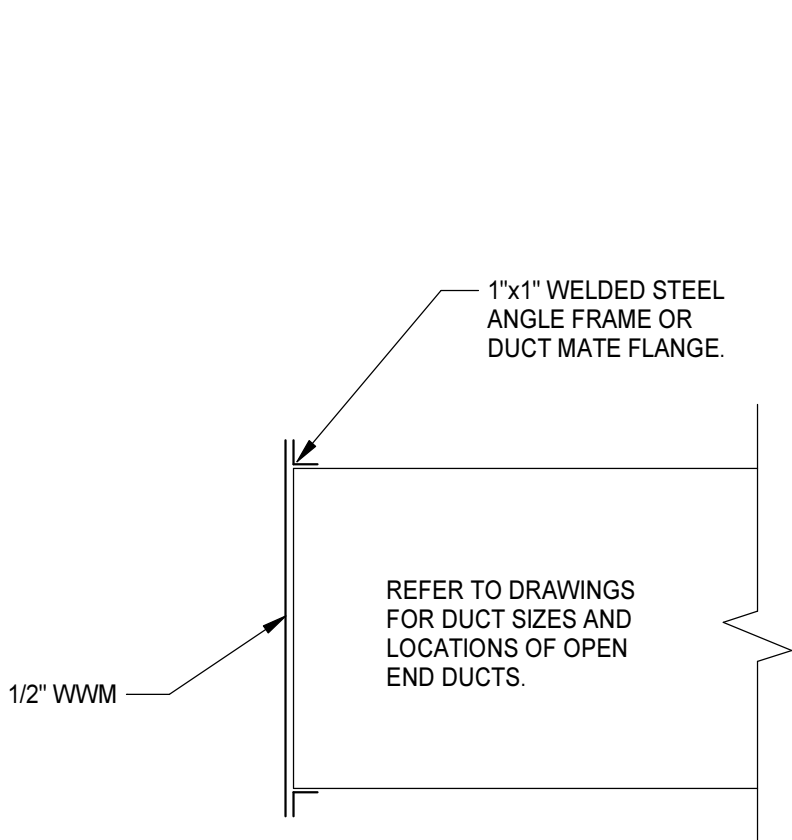 1"x1" WELDED STEEL
ANGLE FRAME OR
DUCT MATE FLANGE.
REFER TO DRAWINGS
FOR DUCT SIZES AND
LOCATIONS OF OPEN
END DUCTS.
1/2" WWM